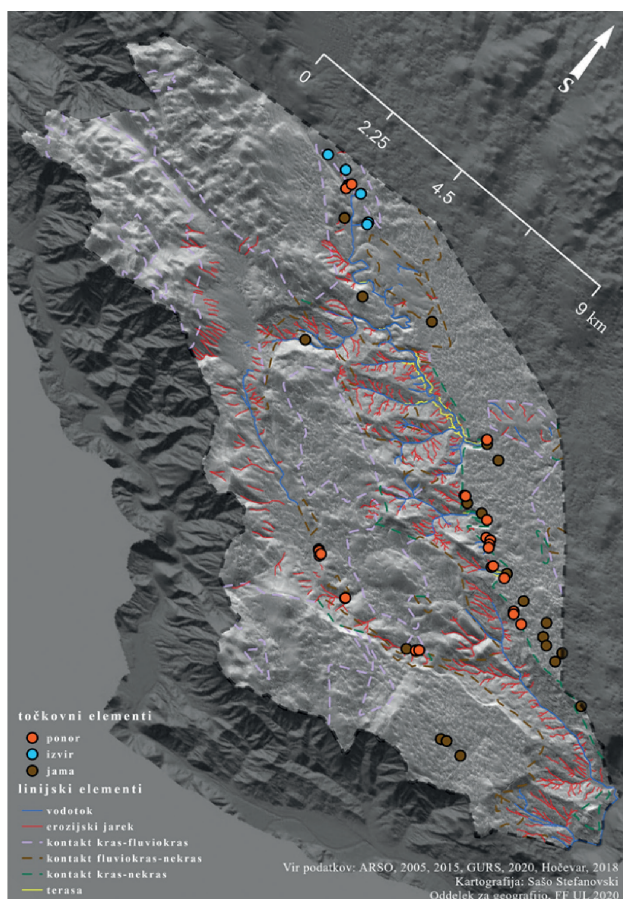 S
0
2.25
4.5
9 km
točkovni elementi
ponor
izvir
jama
linijski elementi
vodotok
erozijski jarek
kontakt kras-fluviokras
kontakt fluviokras-nekras
kontakt kras-nekras
terasa
Vir podatkov: ARSO, 2005, 2015, GURS, 2020, Hočevar, 2018
Kartografija: Sašo Stefanovski
Oddelek za geografijo, FF UL 2020